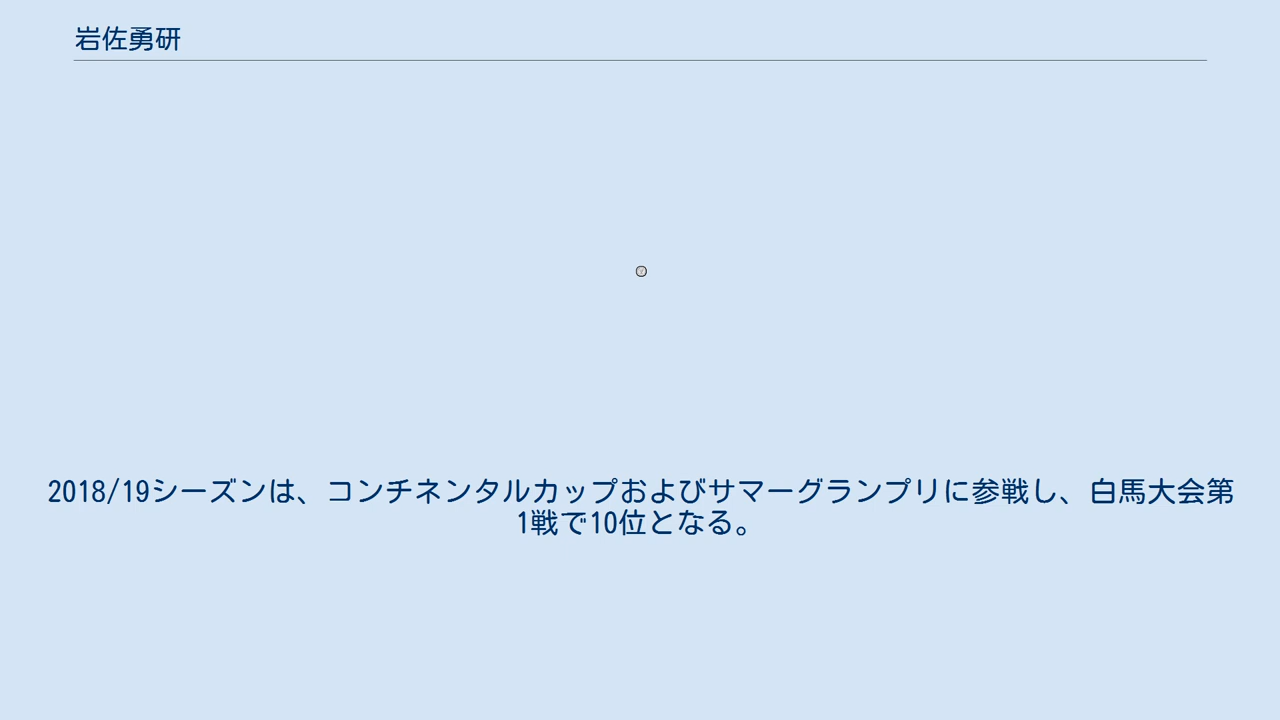 岩佐勇研
2018/19シーズンは、コンチネンタルカップおよびサマーグランプリに参戦し、白馬大会第
1戦で10位となる。